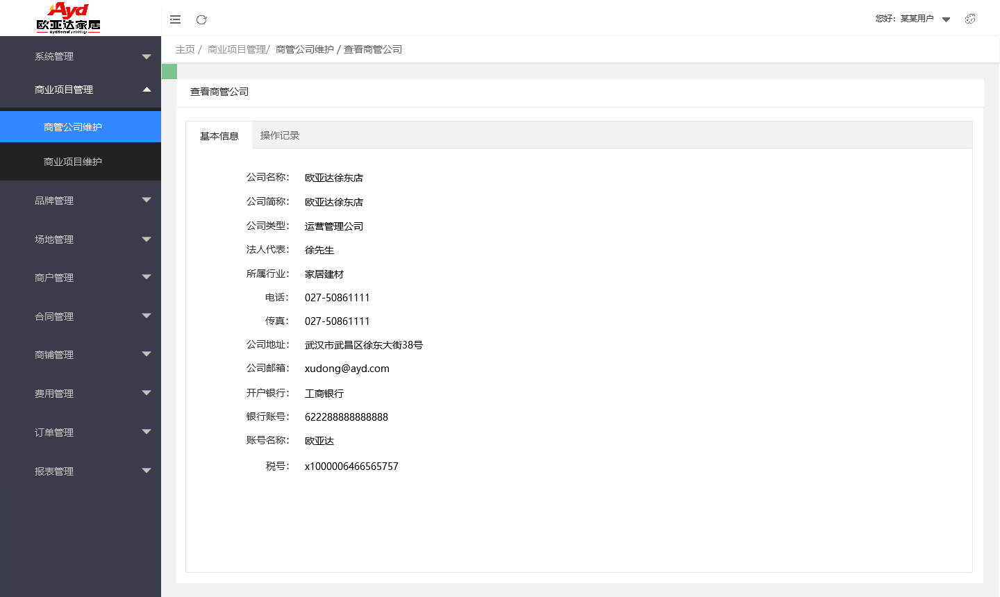 Ayd
欧亚达家居
您好：某某用户
主页 / 商业项目管理/ 商管公司维护 / 查看商管公司
系统管理
商业项目管理
商管公司维护
商业项目维护
品牌管理
场地管理
商户管理
合同管理
商铺管理
费用管理
订单管理
报表管理
查看商管公司
基本信息 操作记录
公司名称： 欧亚达徐东店
公司简称： 欧亚达徐东店
公司类型： 运营管理公司
法人代表： 徐先生
所属行业： 家居建材
电话： 027-50861111
传真： 027-50861111
公司地址： 武汉市武昌区徐东大街38号
公司邮箱： xudong@ayd.com
开户银行： 工商银行
银行账号： 622288888888888
账号名称： 欧亚达
税号： x1000006466565757